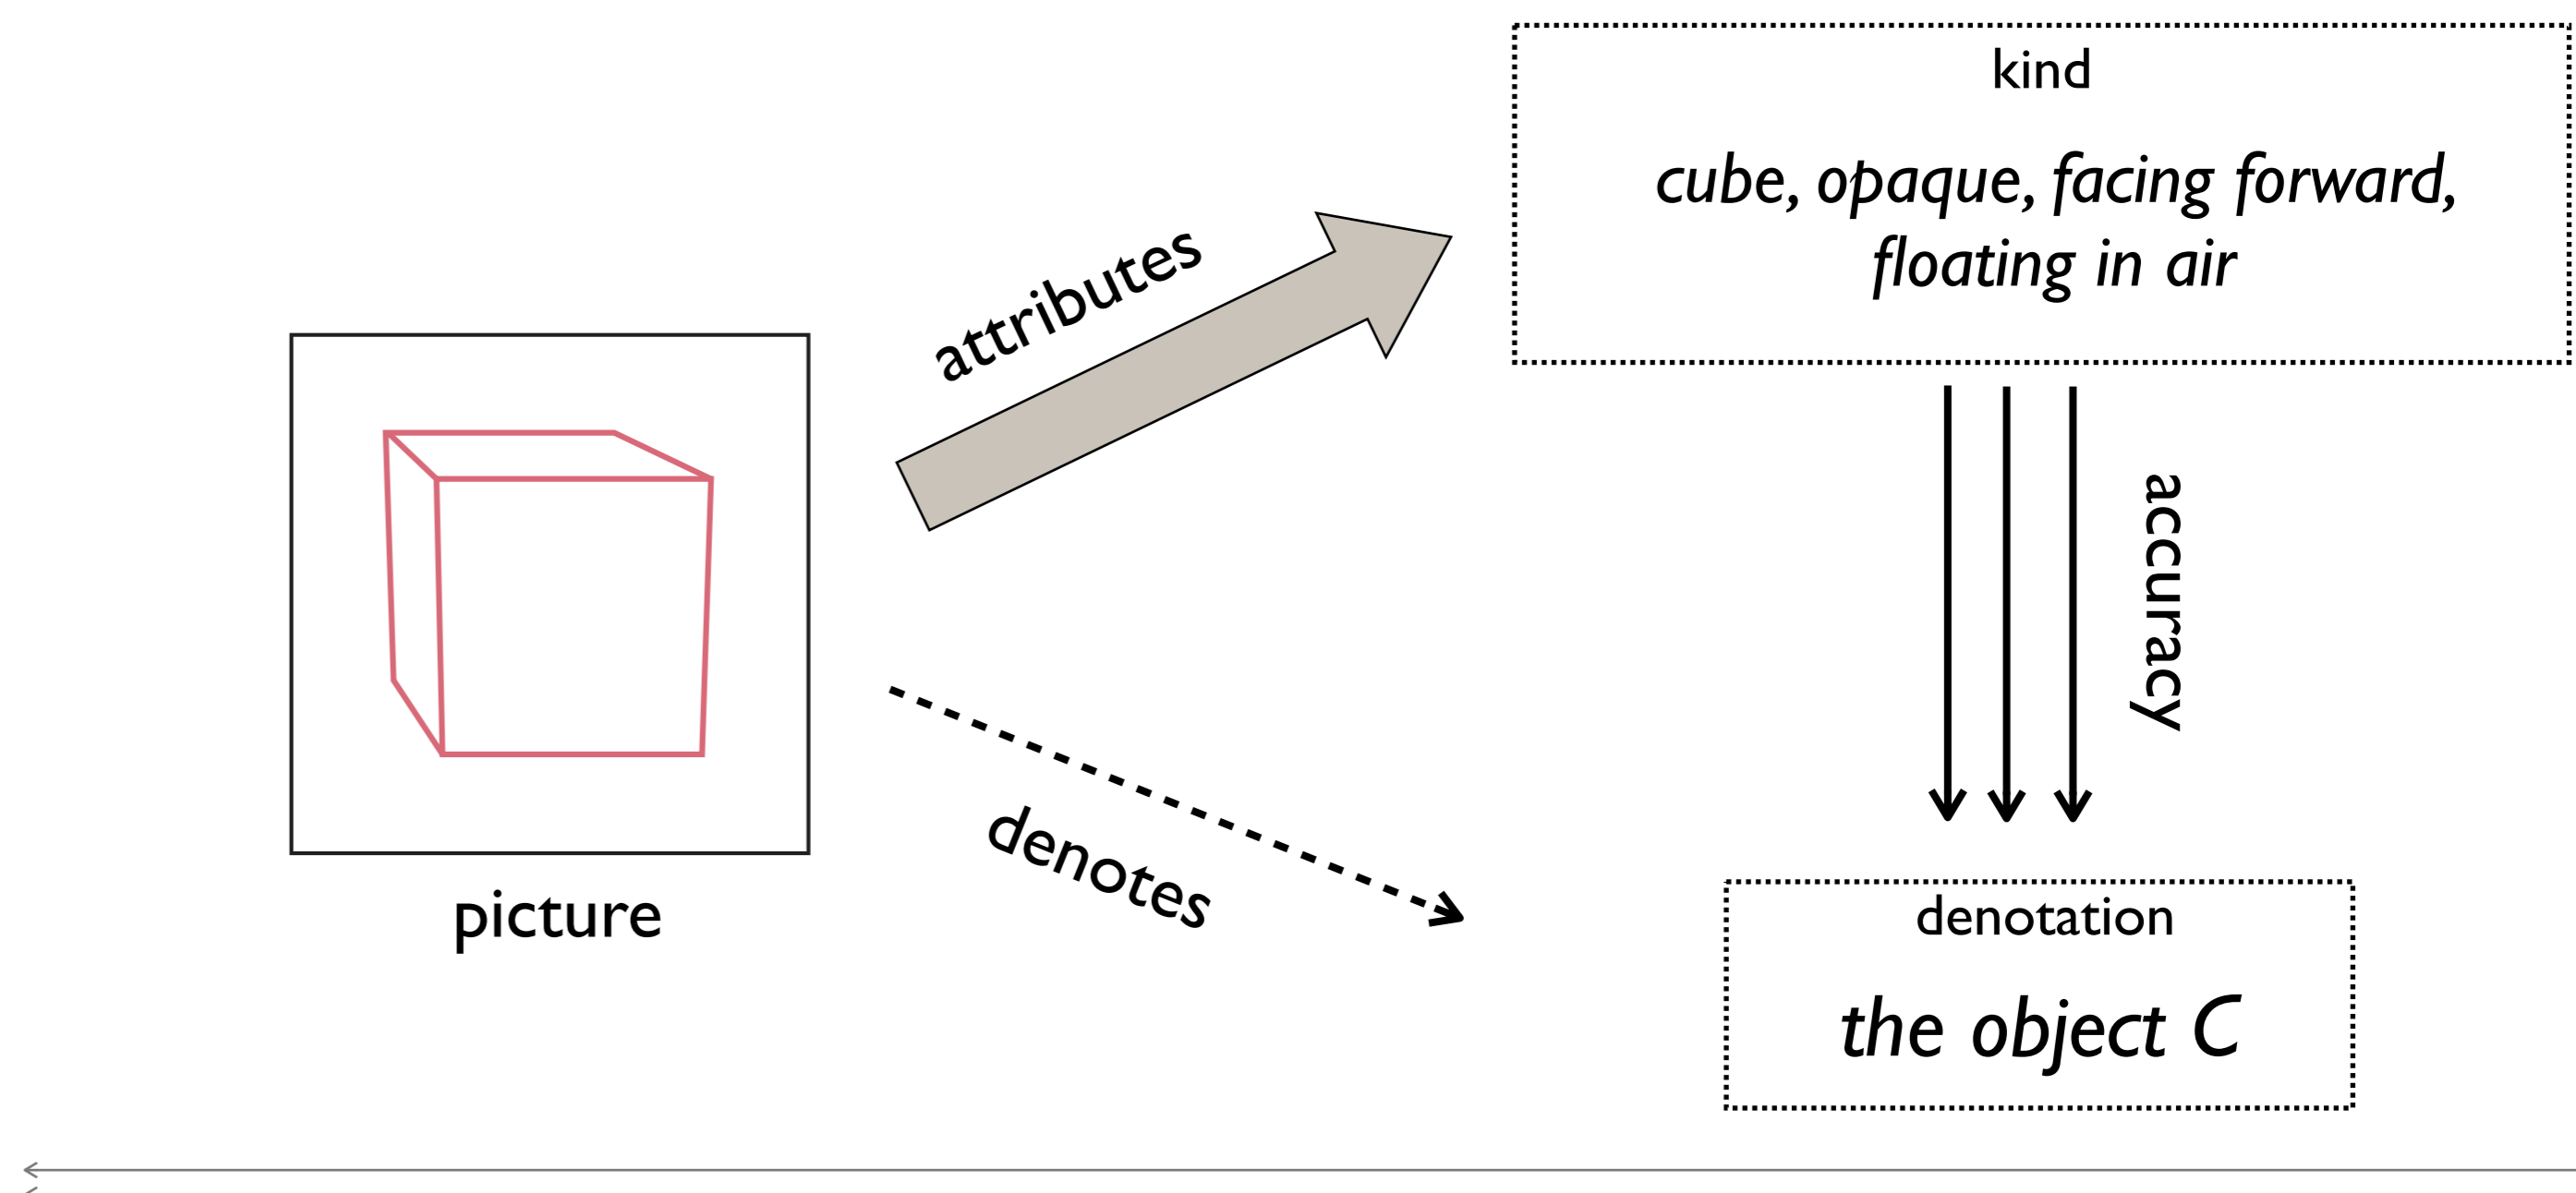 kind
cube, opaque, facing forward,
floating in air
attributes
accuracy
picture
denotes
denotation
the object C